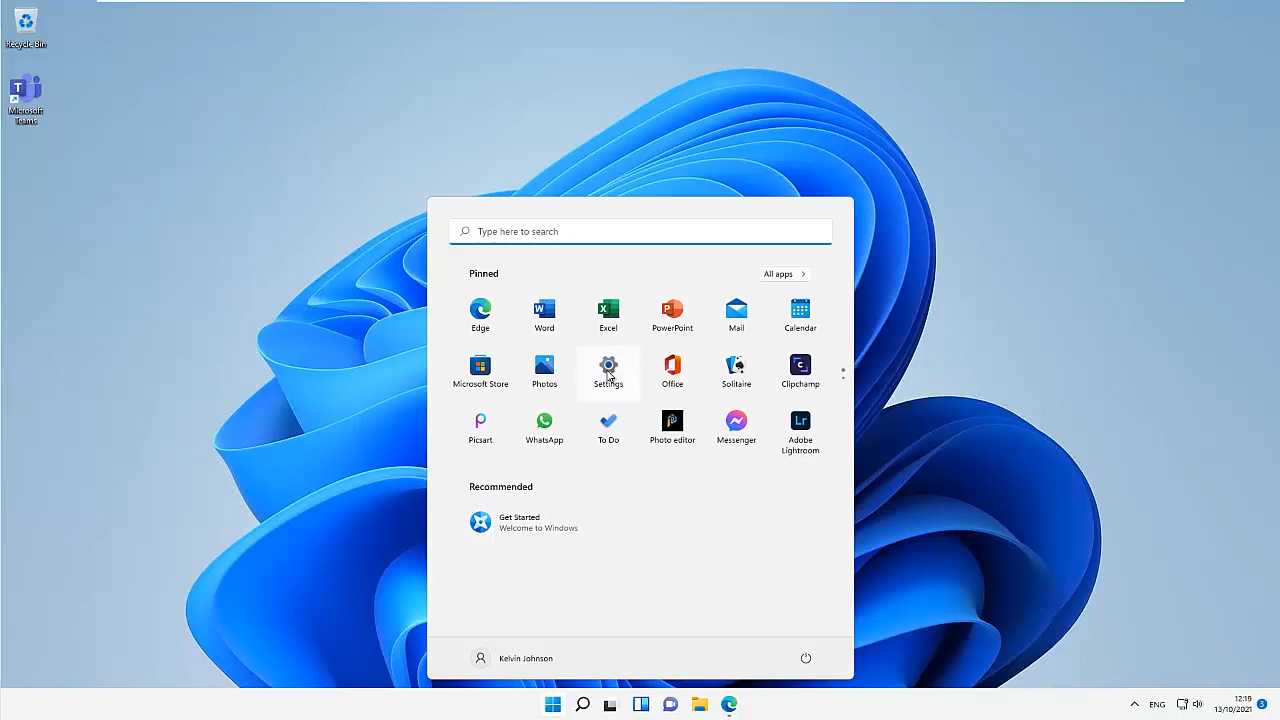 Recycle Bin
Microsoft
Teams
Type here to search
Pinned
All apps
Edge
Word
Excel
PowerPoint
Mail
Calendar
Microsoft Store
Photos
Settings
Office
Solitaire
Clipchamp
Picsart
WhatsApp
To Do
Photo editor
Messenger
Adobe
Lightroom
Recommended
Get Started
Welcome to Windows
Kelvin Johnson
ENG
12:19
13/10/2021
3